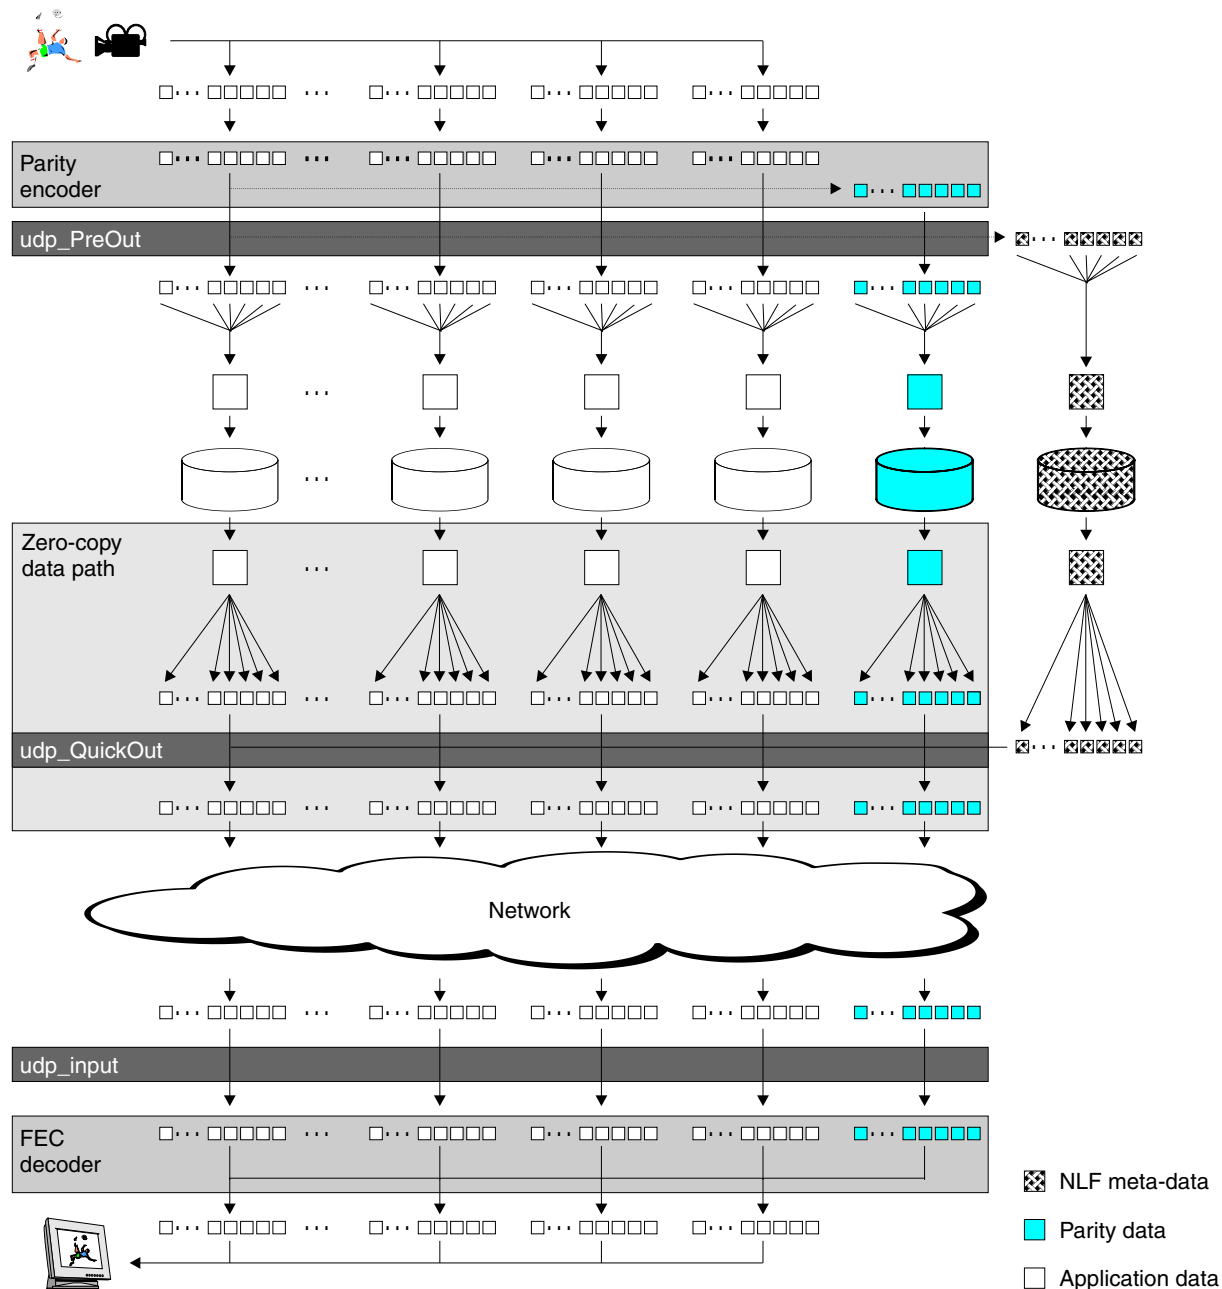 Parity
encoder
udp_PreOut
Zero-copy
data path
udp_QuickOut
Network
udp_input
FEC
decoder
NLF meta-data
Parity data
Application data